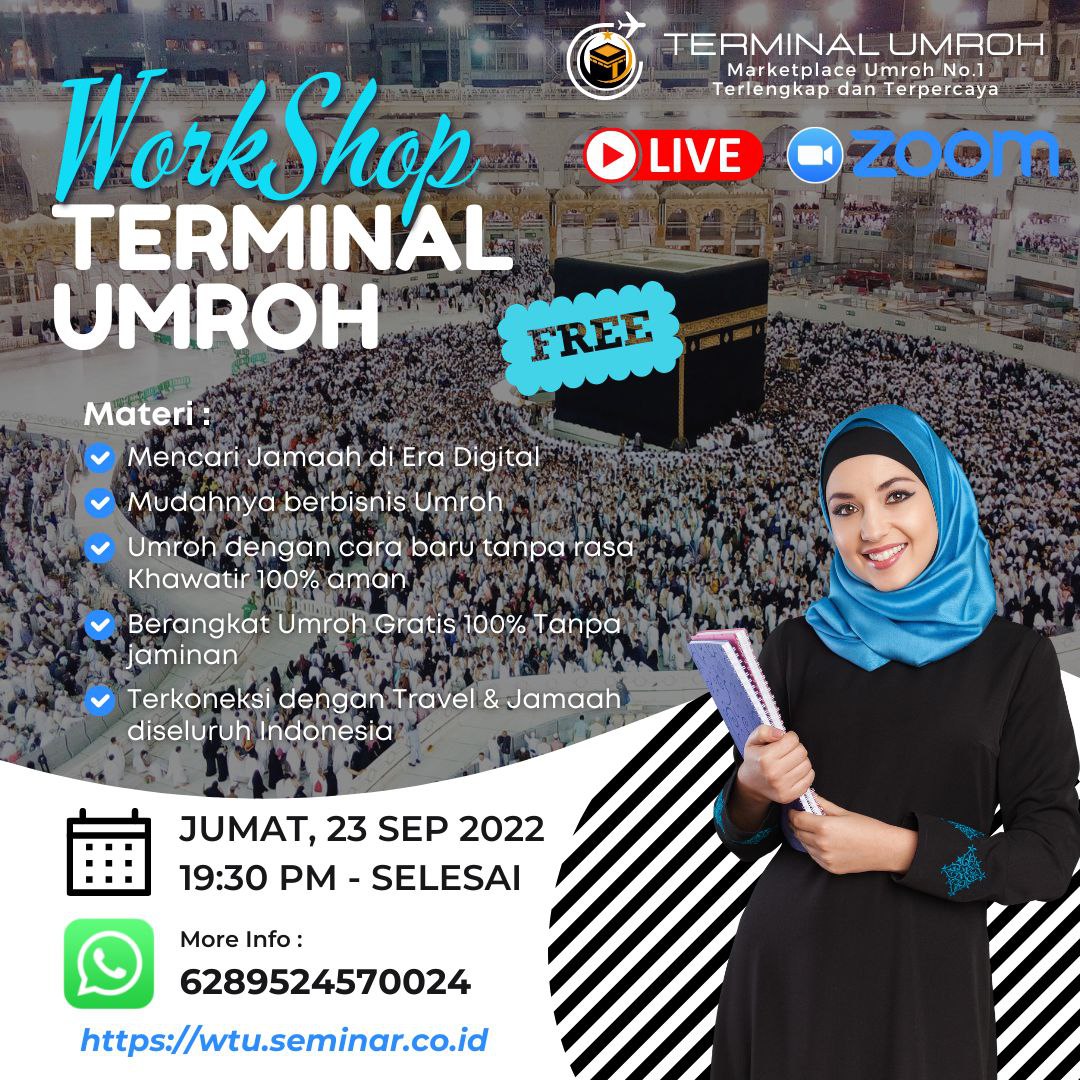 TERMINAL UMROH
Marketplace Umroh No.1
Terlengkap dan Terpercaya
LIVE
zoom
WorkShop
TERMINAL
UMROH
FREE
Materi :
Mencari Jamaah di Era Digital
Mudahnya berbisnis Umroh
Umroh dengan cara baru tanpa rasa
Khawatir 100% aman
Berangkat Umroh Gratis 100% Tanpa
jaminan
Terkoneksi dengan Travel & Jamaah
diseluruh Indonesia
JUMAT, 23 SEP 2022
19:30 PM - SELESAI
More Info :
6289524570024
https://wtu.seminar.co.id